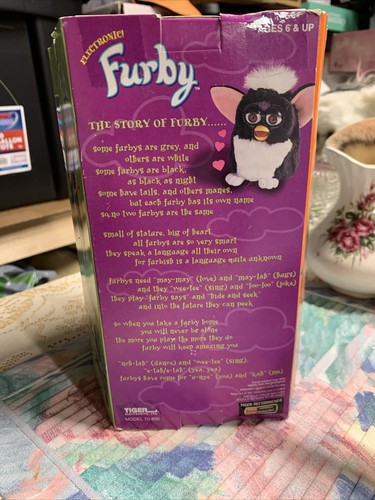 AGES 6 & UP
ELECTRONIC!
Furby
TM
THE STORY OF FURBY......
some furbys are grey, and
others are white
some furbys are black,
as black as night
some have tails, and others manes,
but each furby has its own name
so, no two furbys are the same
small of stature, big of heart
all furbys are so very smart
they speak a language all their own
for furbish is a language quite unknown
furbys need "may-may" (love) and "may-lah" (hugs)
and they "wee-tee" (sing) and "loo-loo" (joke)
they play "furby says" and "hide and seek"
and into the future they can peek
so when you take a furby home
you will never be alone
the more you play the more they do
furby will keep amazing you
"noh-lah" (dance) and "wee-tee" (sing)
"e-tah/e-tah" (yea, yea)
furbys have come for "u-nye" (you) and "kah" (me)
TIGER
MODEL 70-800
TIGER RECOMMENDS